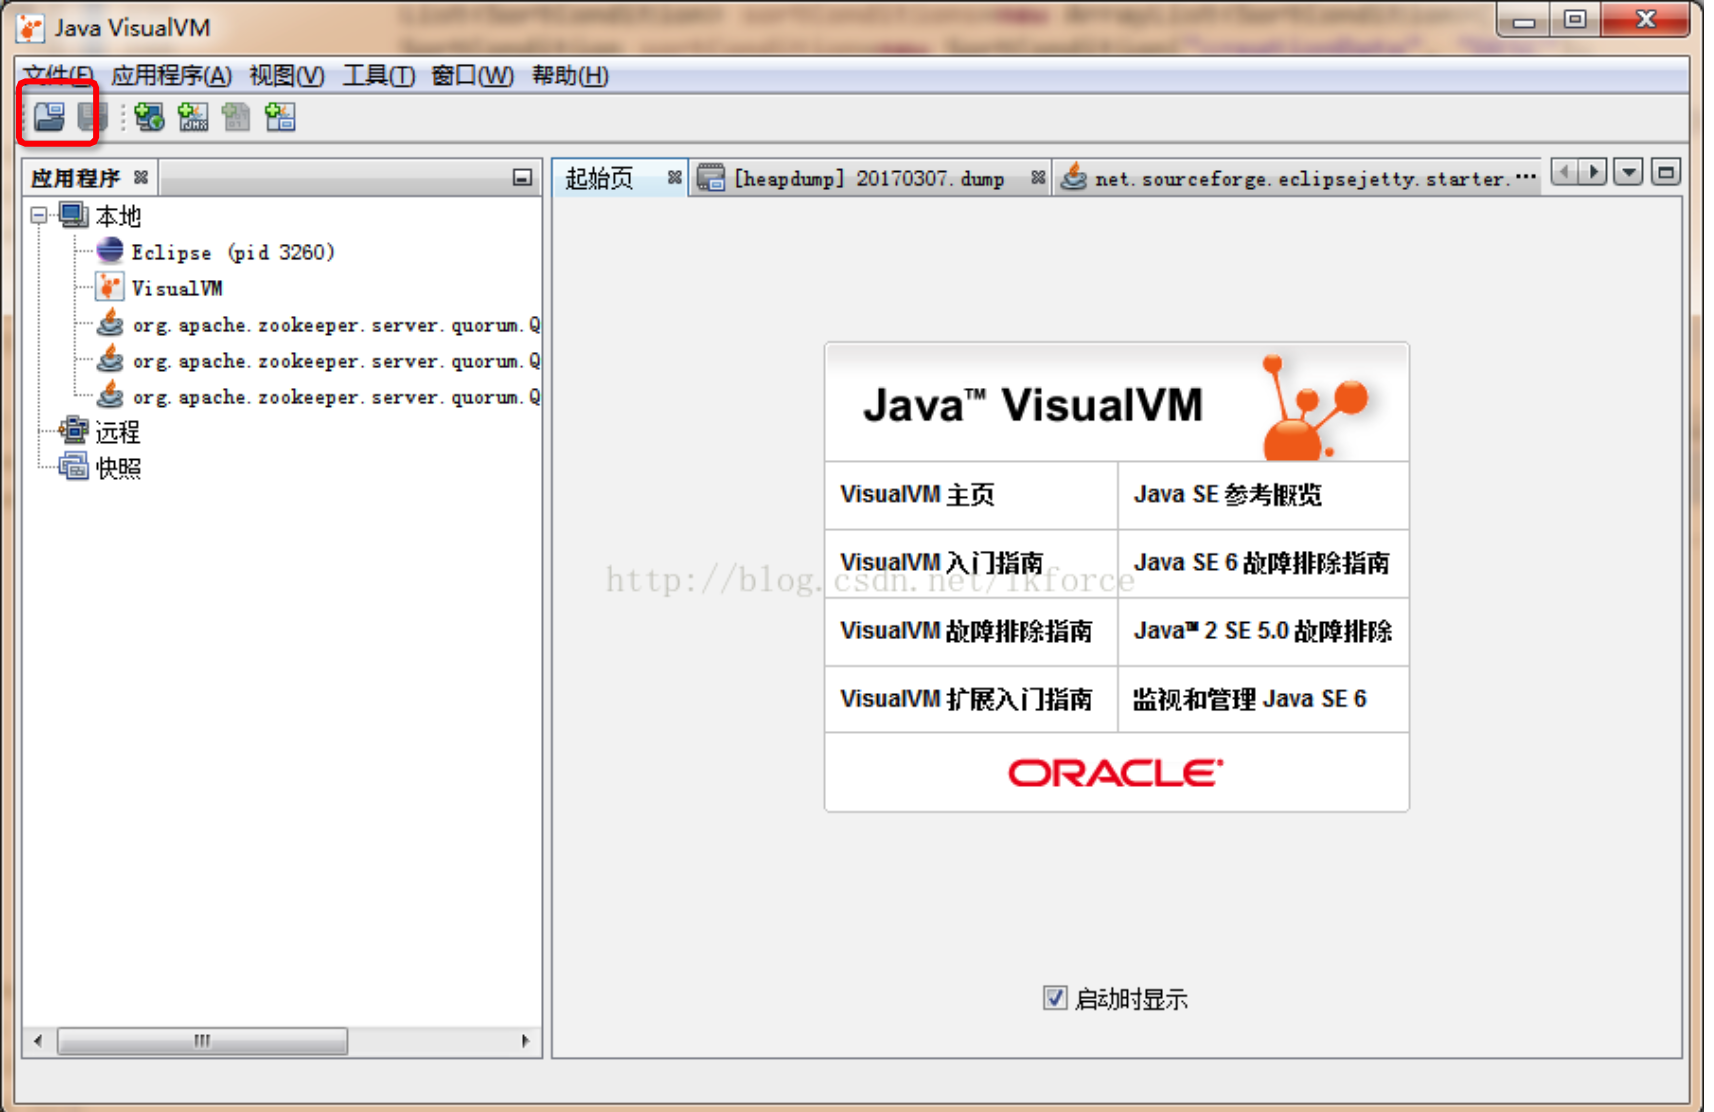 Java VisualVM
文件(F) 应用程序(A) 视图(V) 工具(T) 窗口(W) 帮助(H)
应用程序
起始页
[heapdump] 20170307.dump
net.sourceforge.eclipsejetty.starter.···
本地
Eclipse (pid 3260)
VisualVM
org.apache.zookeeper.server.quorum.Q
org.apache.zookeeper.server.quorum.Q
org.apache.zookeeper.server.quorum.Q
远程
快照
Java™ VisualVM
VisualVM 主页
Java SE 参考概览
VisualVM 入门指南
Java SE 6 故障排除指南
http://blog.csdn.net/lkforce
VisualVM 故障排除指南
Java™ 2 SE 5.0 故障排除
VisualVM 扩展入门指南
监视和管理 Java SE 6
ORACLE
启动时显示